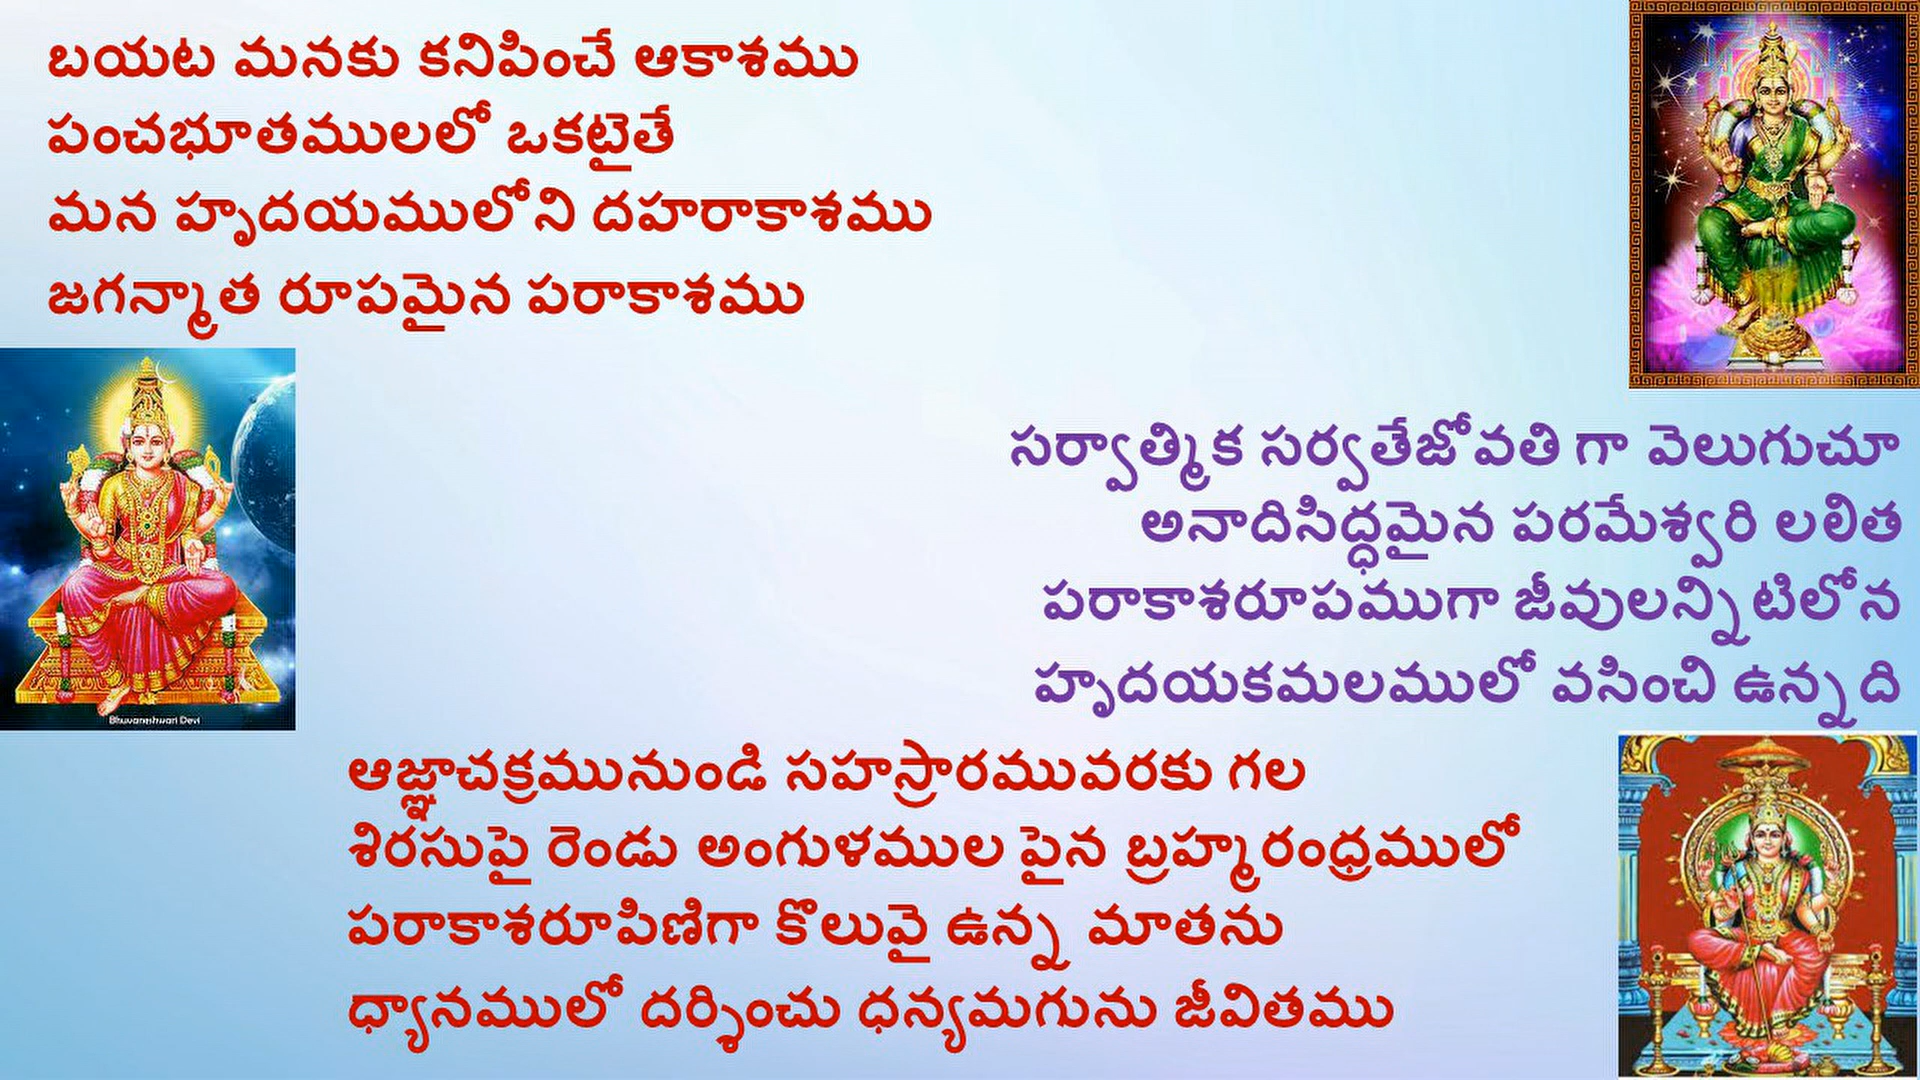 బయట మనకు కనిపించే ఆకాశము
పంచభూతములలో ఒకటైతే
మన హృదయములోని దహరాకాశము
జగన్మాత రూపమైన పరాకాశము
సర్వాత్మిక సర్వతేజోవతి గా వెలుగుచూ
అనాదిసిద్ధమైన పరమేశ్వరి లలిత
పరాకాశరూపముగా జీవులన్నిటిలోన
హృదయకమలములో వసించి ఉన్నది
Bhuvaneshwari Devi
ఆజ్ఞాచక్రమునుండి సహస్రారమువరకు గల
శిరసుపై రెండు అంగుళముల పైన బ్రహ్మరంధ్రములో
పరాకాశరూపిణిగా కొలువై ఉన్న మాతను
ధ్యానములో దర్శించు ధన్యమగును జీవితము